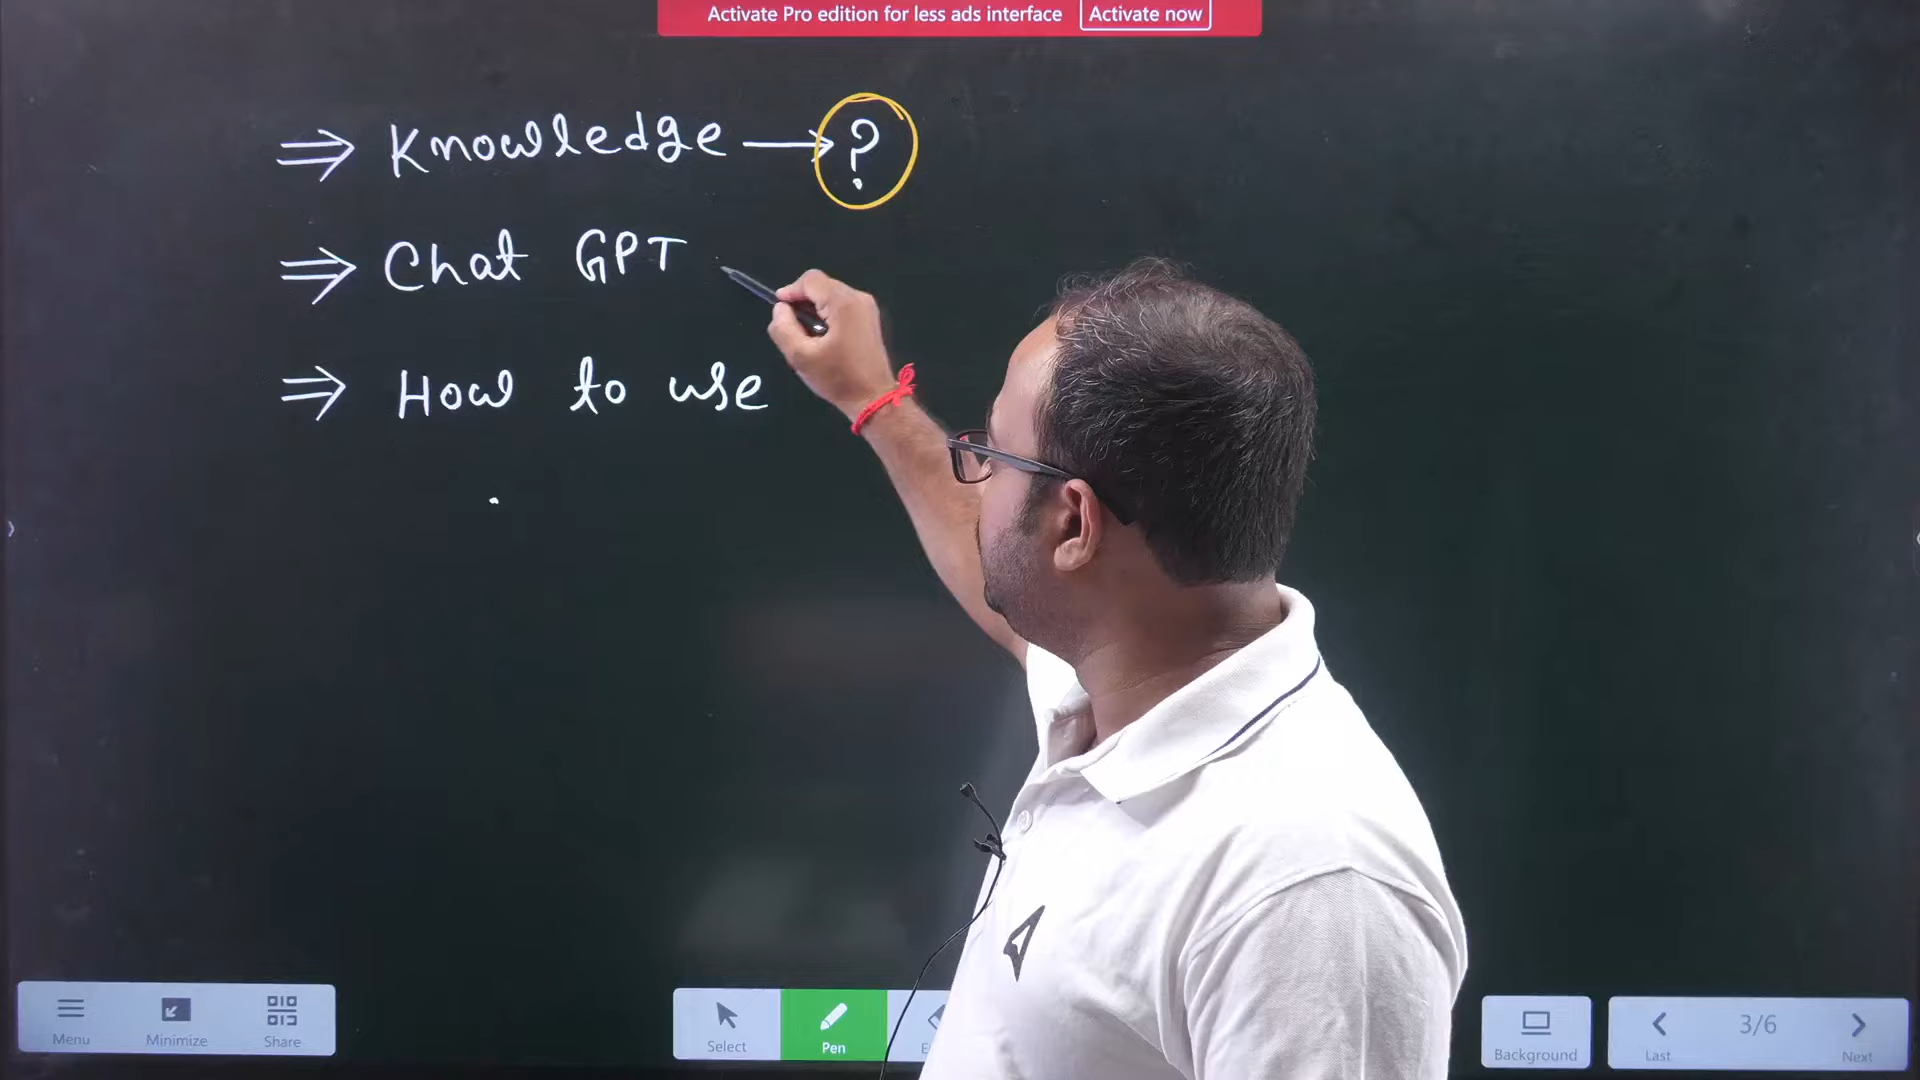 Activate Pro edition for less ads interface Activate now
⇒ Knowledge → ?
⇒ Chat GPT
⇒ How to use
Menu Minimize Share
Select Pen
Background
Last 3/6 Next